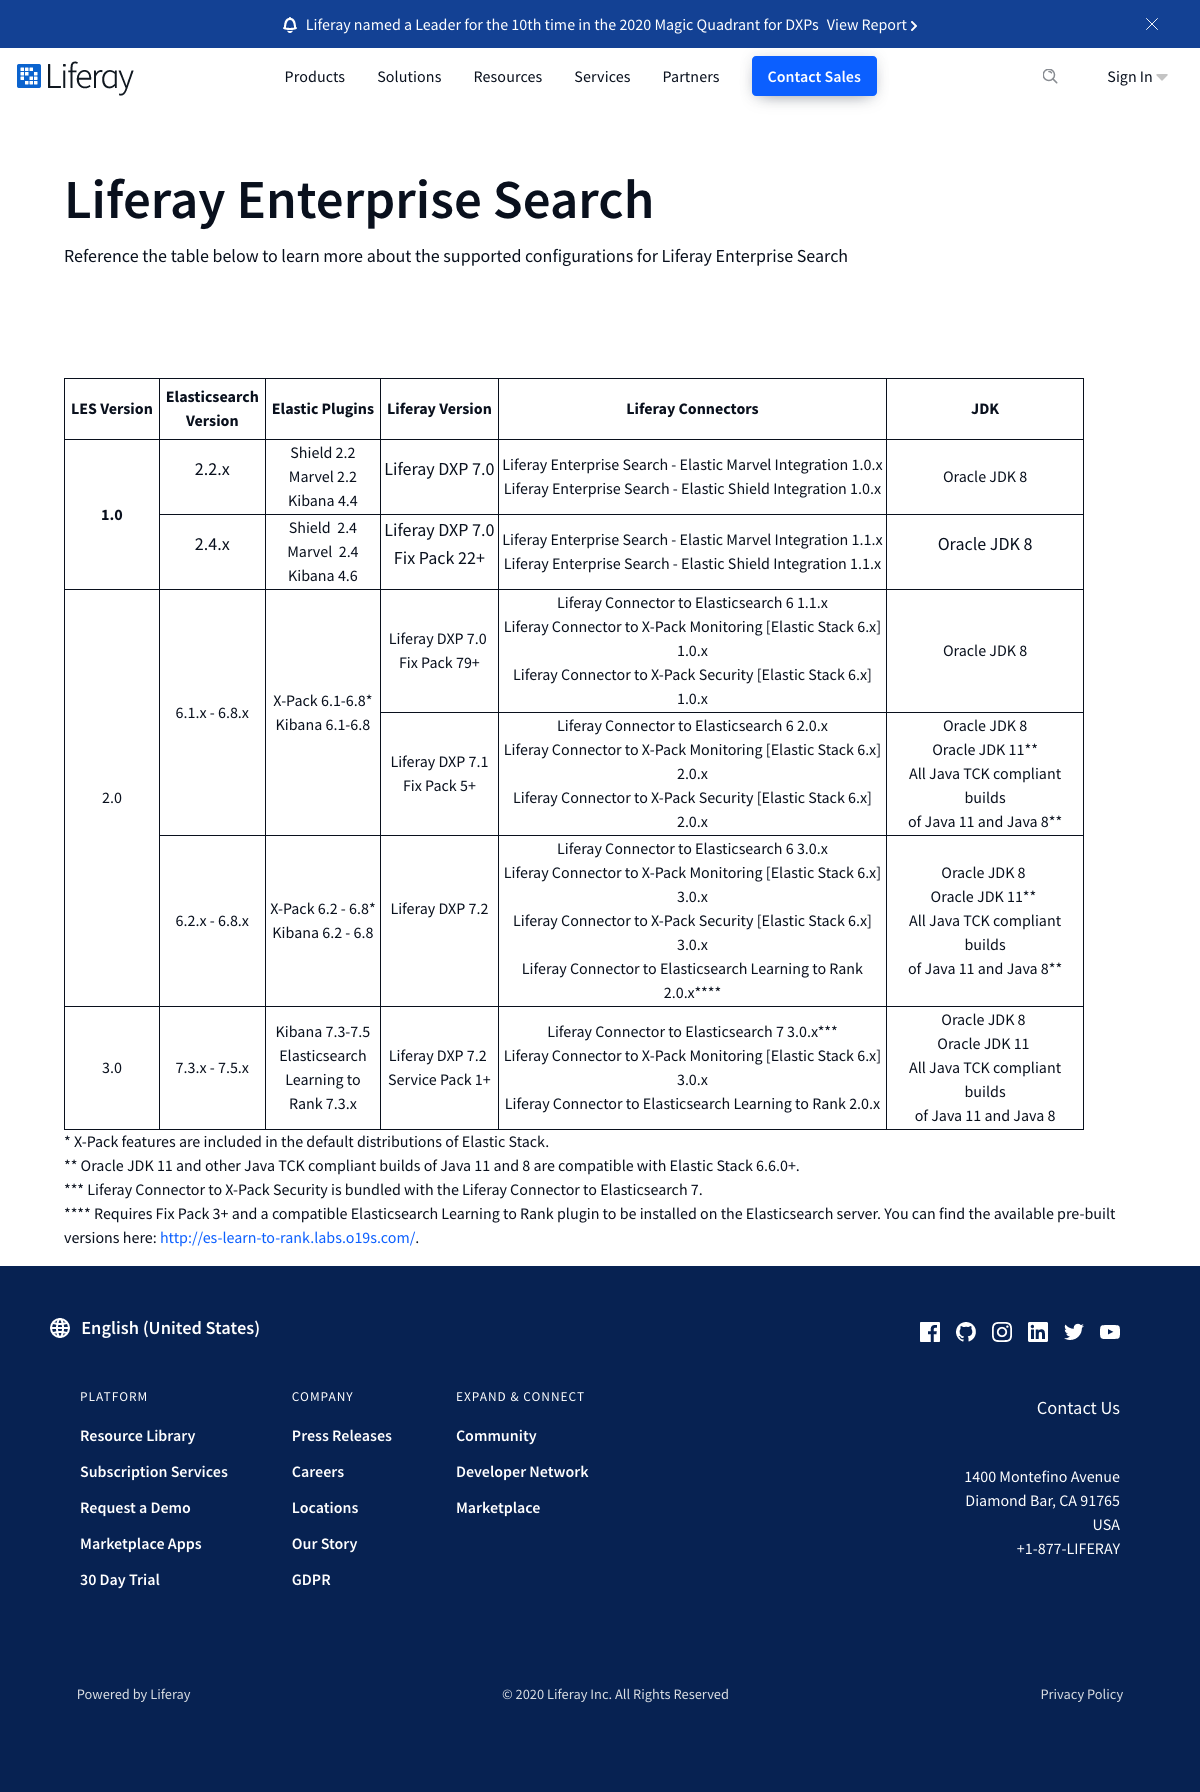 Liferay named a Leader for the 10th time in the 2020 Magic Quadrant for DXPs View Report
Liferay
Products Solutions Resources Services Partners Contact Sales Sign In
Liferay Enterprise Search
Reference the table below to learn more about the supported configurations for Liferay Enterprise Search
LES Version
Elasticsearch
Version
Elastic Plugins
Liferay Version
Liferay Connectors
JDK
1.0
2.2.x
Shield 2.2
Marvel 2.2
Kibana 4.4
Liferay DXP 7.0
Liferay Enterprise Search - Elastic Marvel Integration 1.0.x
Liferay Enterprise Search - Elastic Shield Integration 1.0.x
Oracle JDK 8
2.4.x
Shield 2.4
Marvel 2.4
Kibana 4.6
Liferay DXP 7.0
Fix Pack 22+
Liferay Enterprise Search - Elastic Marvel Integration 1.1.x
Liferay Enterprise Search - Elastic Shield Integration 1.1.x
Oracle JDK 8
2.0
6.1.x - 6.8.x
X-Pack 6.1-6.8*
Kibana 6.1-6.8
Liferay DXP 7.0
Fix Pack 79+
Liferay Connector to Elasticsearch 6 1.1.x
Liferay Connector to X-Pack Monitoring [Elastic Stack 6.x]
1.0.x
Liferay Connector to X-Pack Security [Elastic Stack 6.x]
1.0.x
Oracle JDK 8
Liferay DXP 7.1
Fix Pack 5+
Liferay Connector to Elasticsearch 6 2.0.x
Liferay Connector to X-Pack Monitoring [Elastic Stack 6.x]
2.0.x
Liferay Connector to X-Pack Security [Elastic Stack 6.x]
2.0.x
Oracle JDK 8
Oracle JDK 11**
All Java TCK compliant
builds
of Java 11 and Java 8**
6.2.x - 6.8.x
X-Pack 6.2 - 6.8*
Kibana 6.2 - 6.8
Liferay DXP 7.2
Liferay Connector to Elasticsearch 6 3.0.x
Liferay Connector to X-Pack Monitoring [Elastic Stack 6.x]
3.0.x
Liferay Connector to X-Pack Security [Elastic Stack 6.x]
3.0.x
Liferay Connector to Elasticsearch Learning to Rank
2.0.x****
Oracle JDK 8
Oracle JDK 11**
All Java TCK compliant
builds
of Java 11 and Java 8**
3.0
7.3.x - 7.5.x
Kibana 7.3-7.5
Elasticsearch
Learning to
Rank 7.3.x
Liferay DXP 7.2
Service Pack 1+
Liferay Connector to Elasticsearch 7 3.0.x***
Liferay Connector to X-Pack Monitoring [Elastic Stack 6.x]
3.0.x
Liferay Connector to Elasticsearch Learning to Rank 2.0.x
Oracle JDK 8
Oracle JDK 11
All Java TCK compliant
builds
of Java 11 and Java 8
* X-Pack features are included in the default distributions of Elastic Stack.
** Oracle JDK 11 and other Java TCK compliant builds of Java 11 and 8 are compatible with Elastic Stack 6.6.0+.
*** Liferay Connector to X-Pack Security is bundled with the Liferay Connector to Elasticsearch 7.
**** Requires Fix Pack 3+ and a compatible Elasticsearch Learning to Rank plugin to be installed on the Elasticsearch server. You can find the available pre-built
versions here: http://es-learn-to-rank.labs.o19s.com/.
English (United States)
PLATFORM
Resource Library
Subscription Services
Request a Demo
Marketplace Apps
30 Day Trial
COMPANY
Press Releases
Careers
Locations
Our Story
GDPR
EXPAND & CONNECT
Community
Developer Network
Marketplace
Contact Us
1400 Montefino Avenue
Diamond Bar, CA 91765
USA
+1-877-LIFERAY
Powered by Liferay
© 2020 Liferay Inc. All Rights Reserved
Privacy Policy